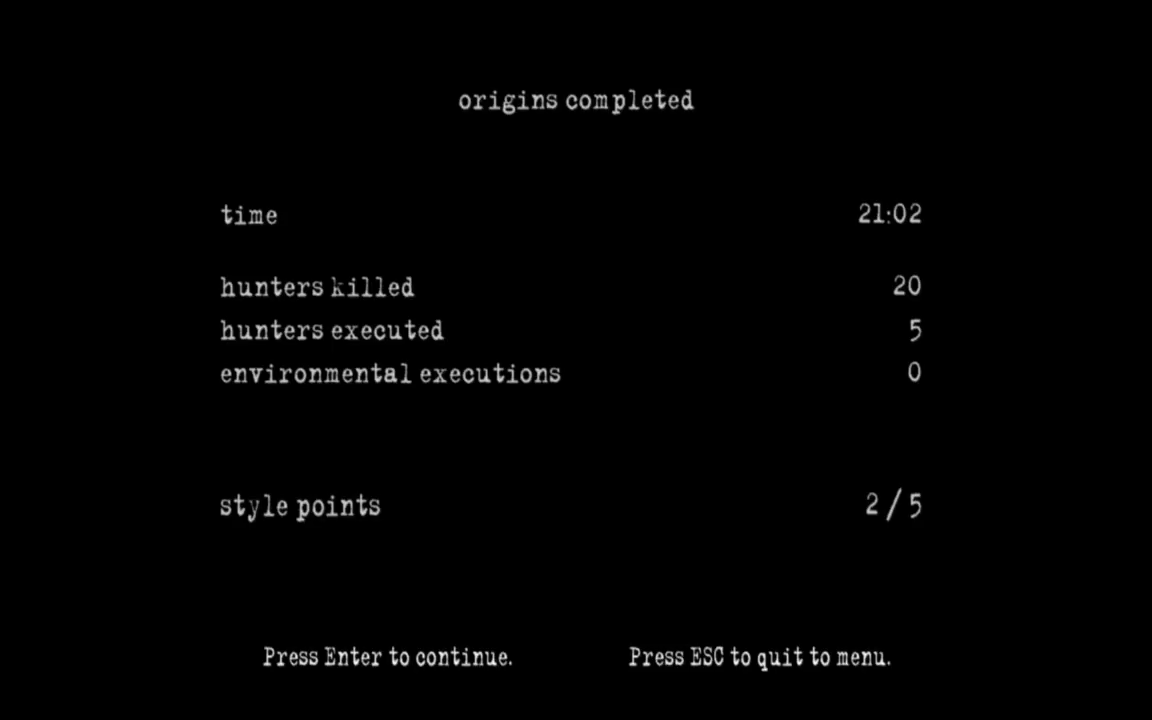 origins completed
time 21:02
hunters killed 20
hunters executed 5
environmental executions 0
style points 2 / 5
Press Enter to continue. Press ESC to quit to menu.